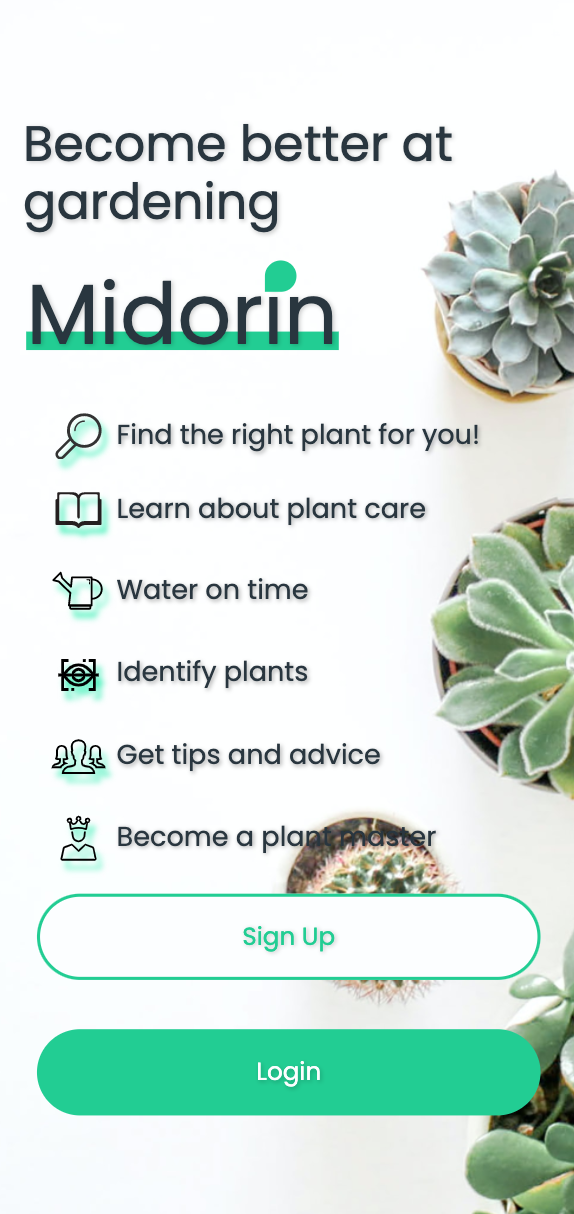 Become better at
gardening
Midorin
Find the right plant for you!
Learn about plant care
Water on time
Identify plants
Get tips and advice
Become a plant master
Sign Up
Login